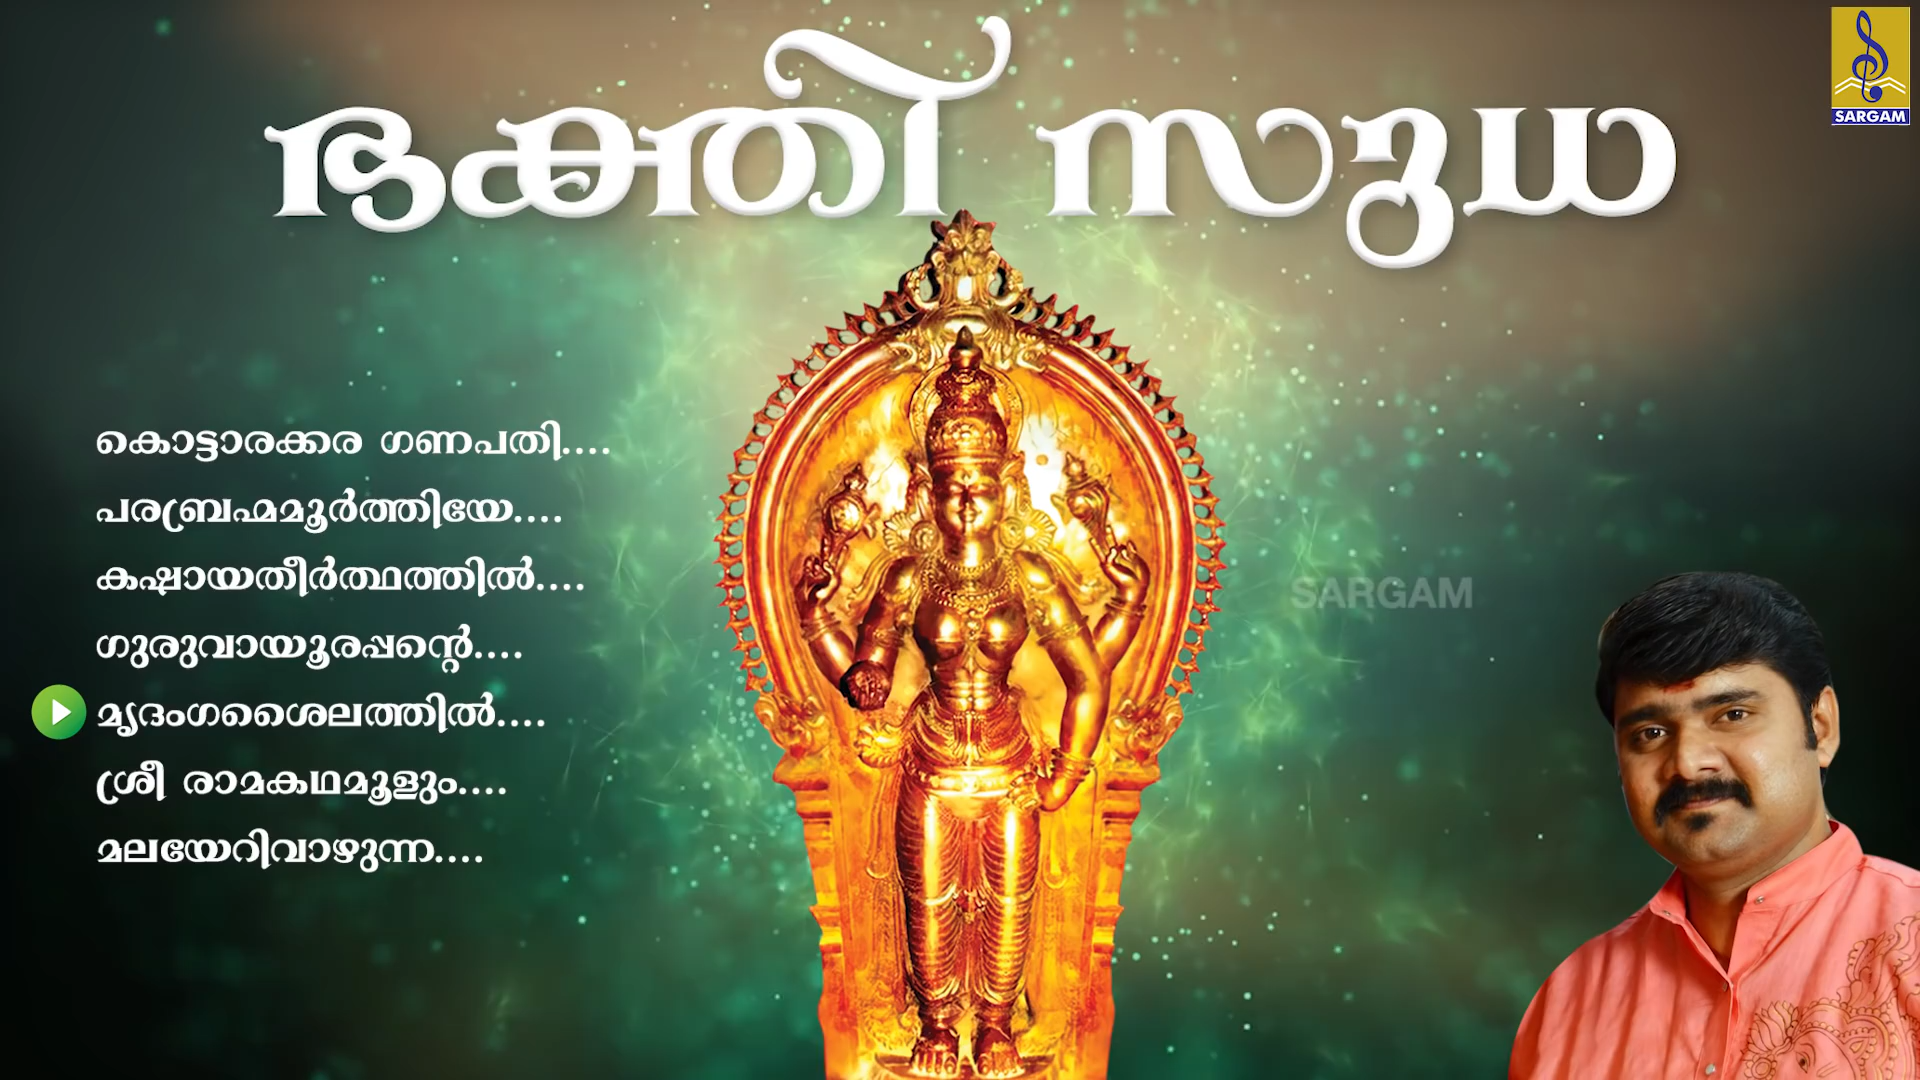 ഭക്തി സുധ
SARGAM
കൊട്ടാരക്കര ഗണപതി....
പരബ്രഹ്മമൂർത്തിയേ....
കഷായതീർത്ഥത്തിൽ....
ഗുരുവായൂരപ്പന്റെ....
മൃദംഗശൈലത്തിൽ....
ശ്രീ രാമകഥമൂളും....
മലയേറിവാഴുന്ന....
SARGAM